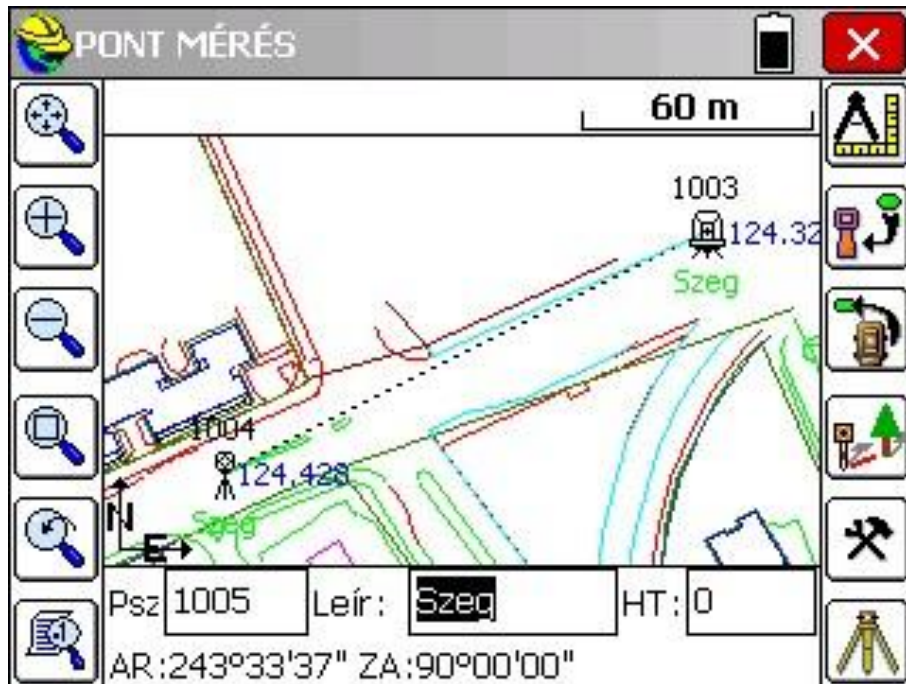 PONT MÉRÉS
60 m
1003
124.32
Szeg
1004
124.428
Szeg
N
E
Psz 1005 Leír: Szeg HT: 0
AR:243°33'37" ZA:90°00'00"